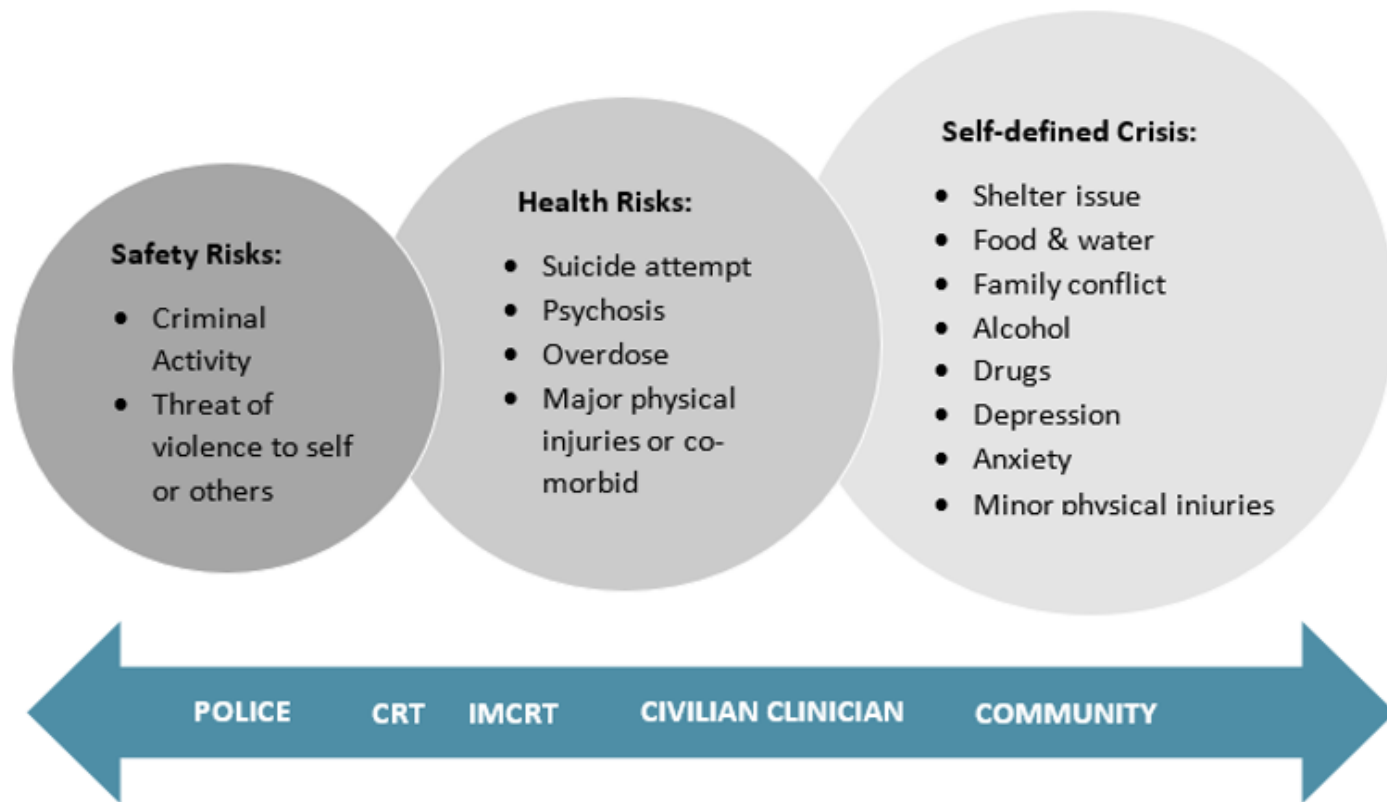 Safety Risks:
• Criminal
Activity
• Threat of
violence to self
or others
Health Risks:
• Suicide attempt
• Psychosis
• Overdose
• Major physical
injuries or co-
morbid
Self-defined Crisis:
• Shelter issue
• Food & water
• Family conflict
• Alcohol
• Drugs
• Depression
• Anxiety
• Minor physical injuries
POLICE CRT IMCRT CIVILIAN CLINICIAN COMMUNITY